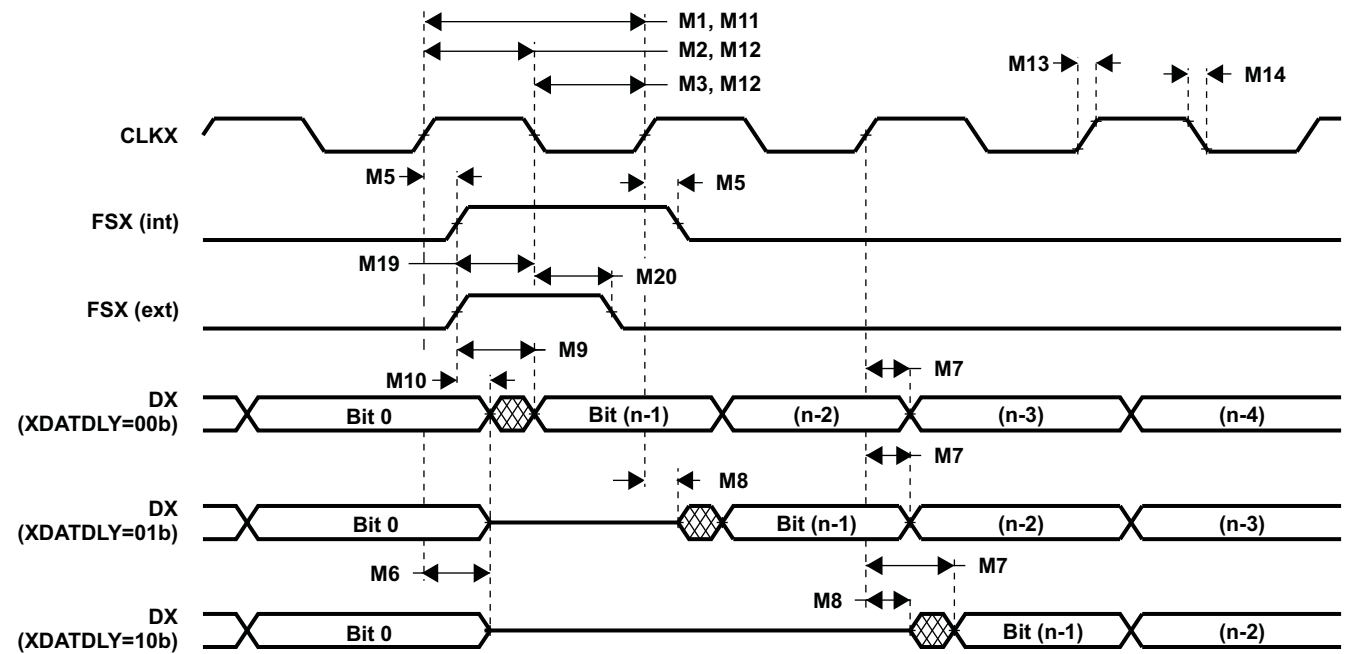 M1, M11
M2, M12
M3, M12
M13
M14
CLKX
M5
M5
FSX (int)
M19
M20
FSX (ext)
M9
M10
M7
DX
(XDATDLY=00b)
Bit 0
Bit (n-1)
(n-2)
(n-3)
(n-4)
M7
M8
DX
(XDATDLY=01b)
Bit 0
Bit (n-1)
(n-2)
(n-3)
M6
M7
M8
DX
(XDATDLY=10b)
Bit 0
Bit (n-1)
(n-2)